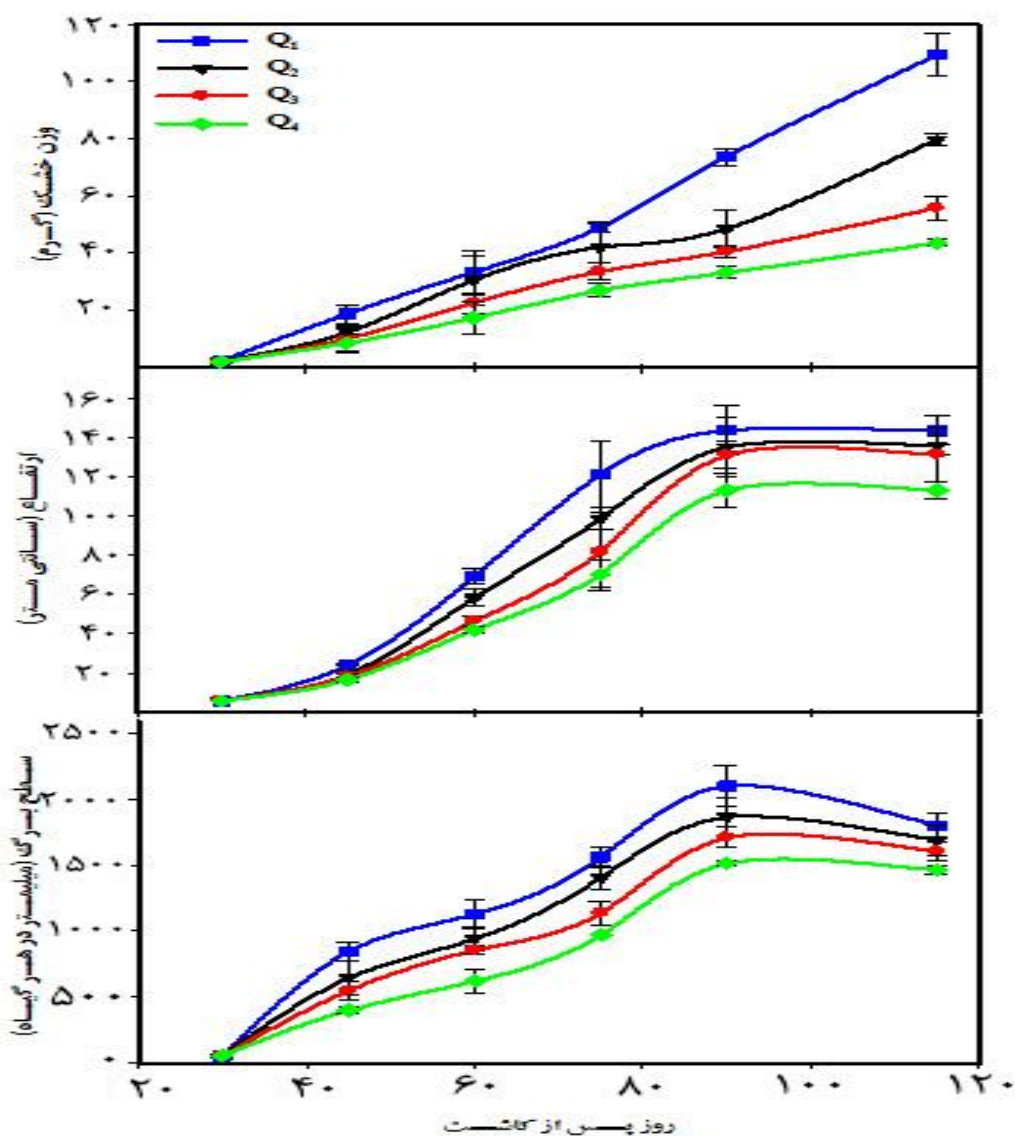 Q₁
Q₂
Q₃
Q₄
۱۲۰
۱۰۰
۸۰
۶۰
۴۰
۲۰
وزن خشک (گرم)
۱۶۰
۱۴۰
۱۲۰
۱۰۰
۸۰
۶۰
۴۰
۲۰
ارتفاع (سانتی متر)
۲۵۰۰
۲۰۰۰
۱۵۰۰
۱۰۰۰
۵۰۰
۰
سطح برگ (میلیمتر در هر گیاه)
۲۰ ۴۰ ۶۰ ۸۰ ۱۰۰ ۱۲۰
روز پس از کاشت